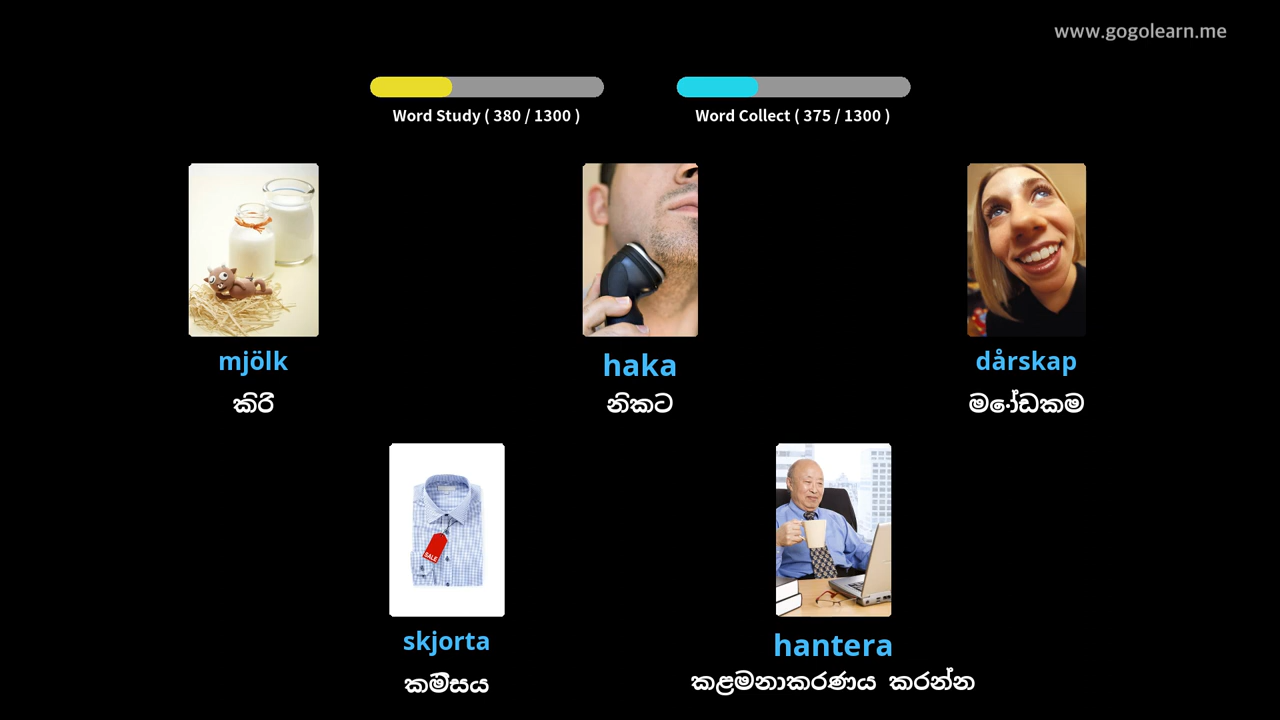 www.gogolearn.me
Word Study ( 380 / 1300 )
Word Collect ( 375 / 1300 )
mjölk
haka
dårskap
කිරි
නිකට
මෝඩකම
SALE
skjorta
hantera
කමිසය
කළමනාකරණය කරන්න